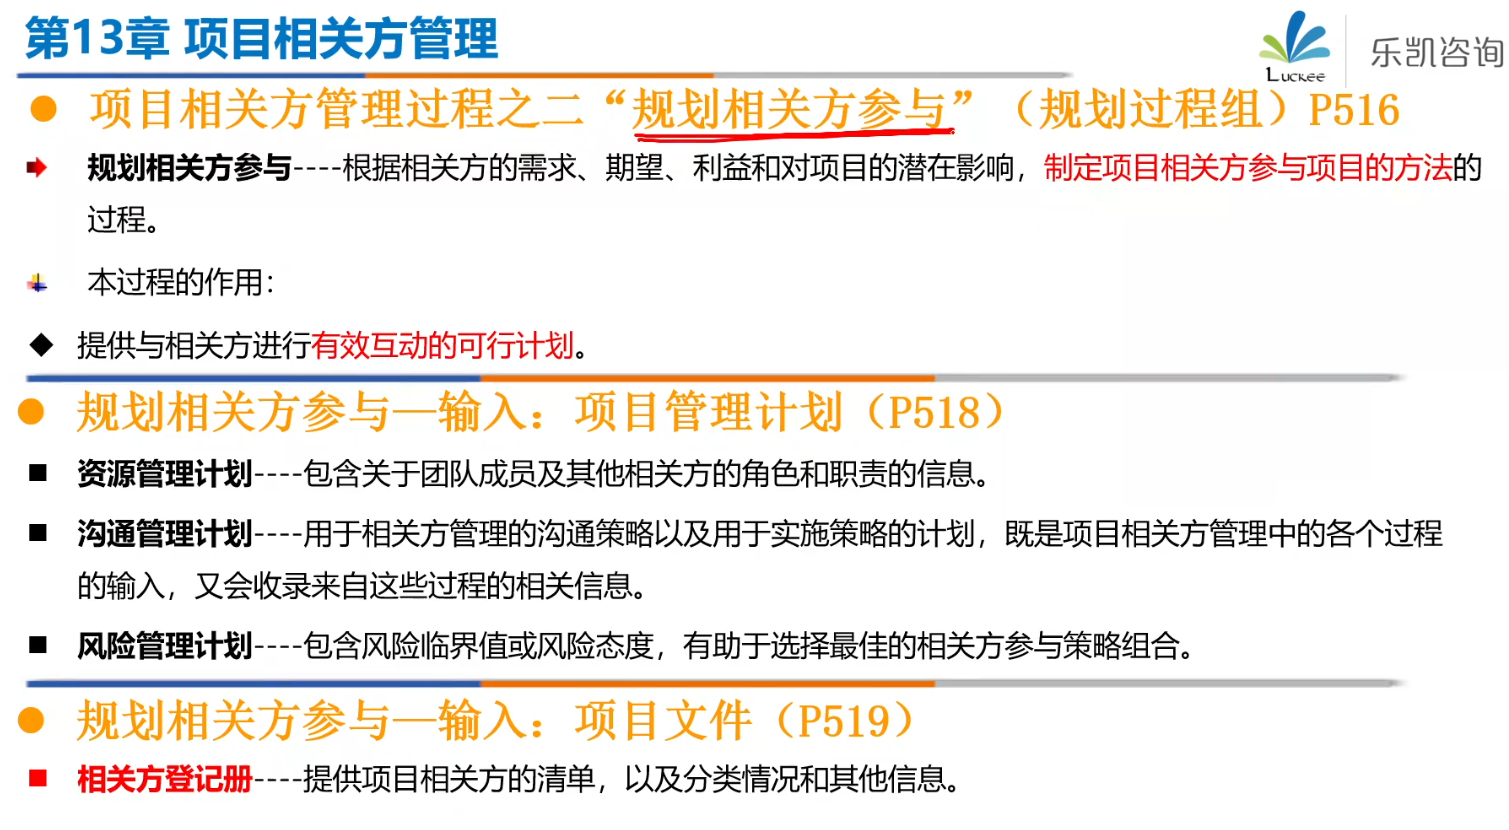 第13章 项目相关方管理
Luckee
乐凯咨询
项目相关方管理过程之二“规划相关方参与”（规划过程组）P516
规划相关方参与----根据相关方的需求、期望、利益和对项目的潜在影响，制定项目相关方参与项目的方法的
过程。
本过程的作用：
提供与相关方进行有效互动的可行计划。
规划相关方参与—输入：项目管理计划（P518）
资源管理计划----包含关于团队成员及其他相关方的角色和职责的信息。
沟通管理计划----用于相关方管理的沟通策略以及用于实施策略的计划，既是项目相关方管理中的各个过程
的输入，又会收录来自这些过程的相关信息。
风险管理计划----包含风险临界值或风险态度，有助于选择最佳的相关方参与策略组合。
规划相关方参与—输入：项目文件（P519）
相关方登记册----提供项目相关方的清单，以及分类情况和其他信息。